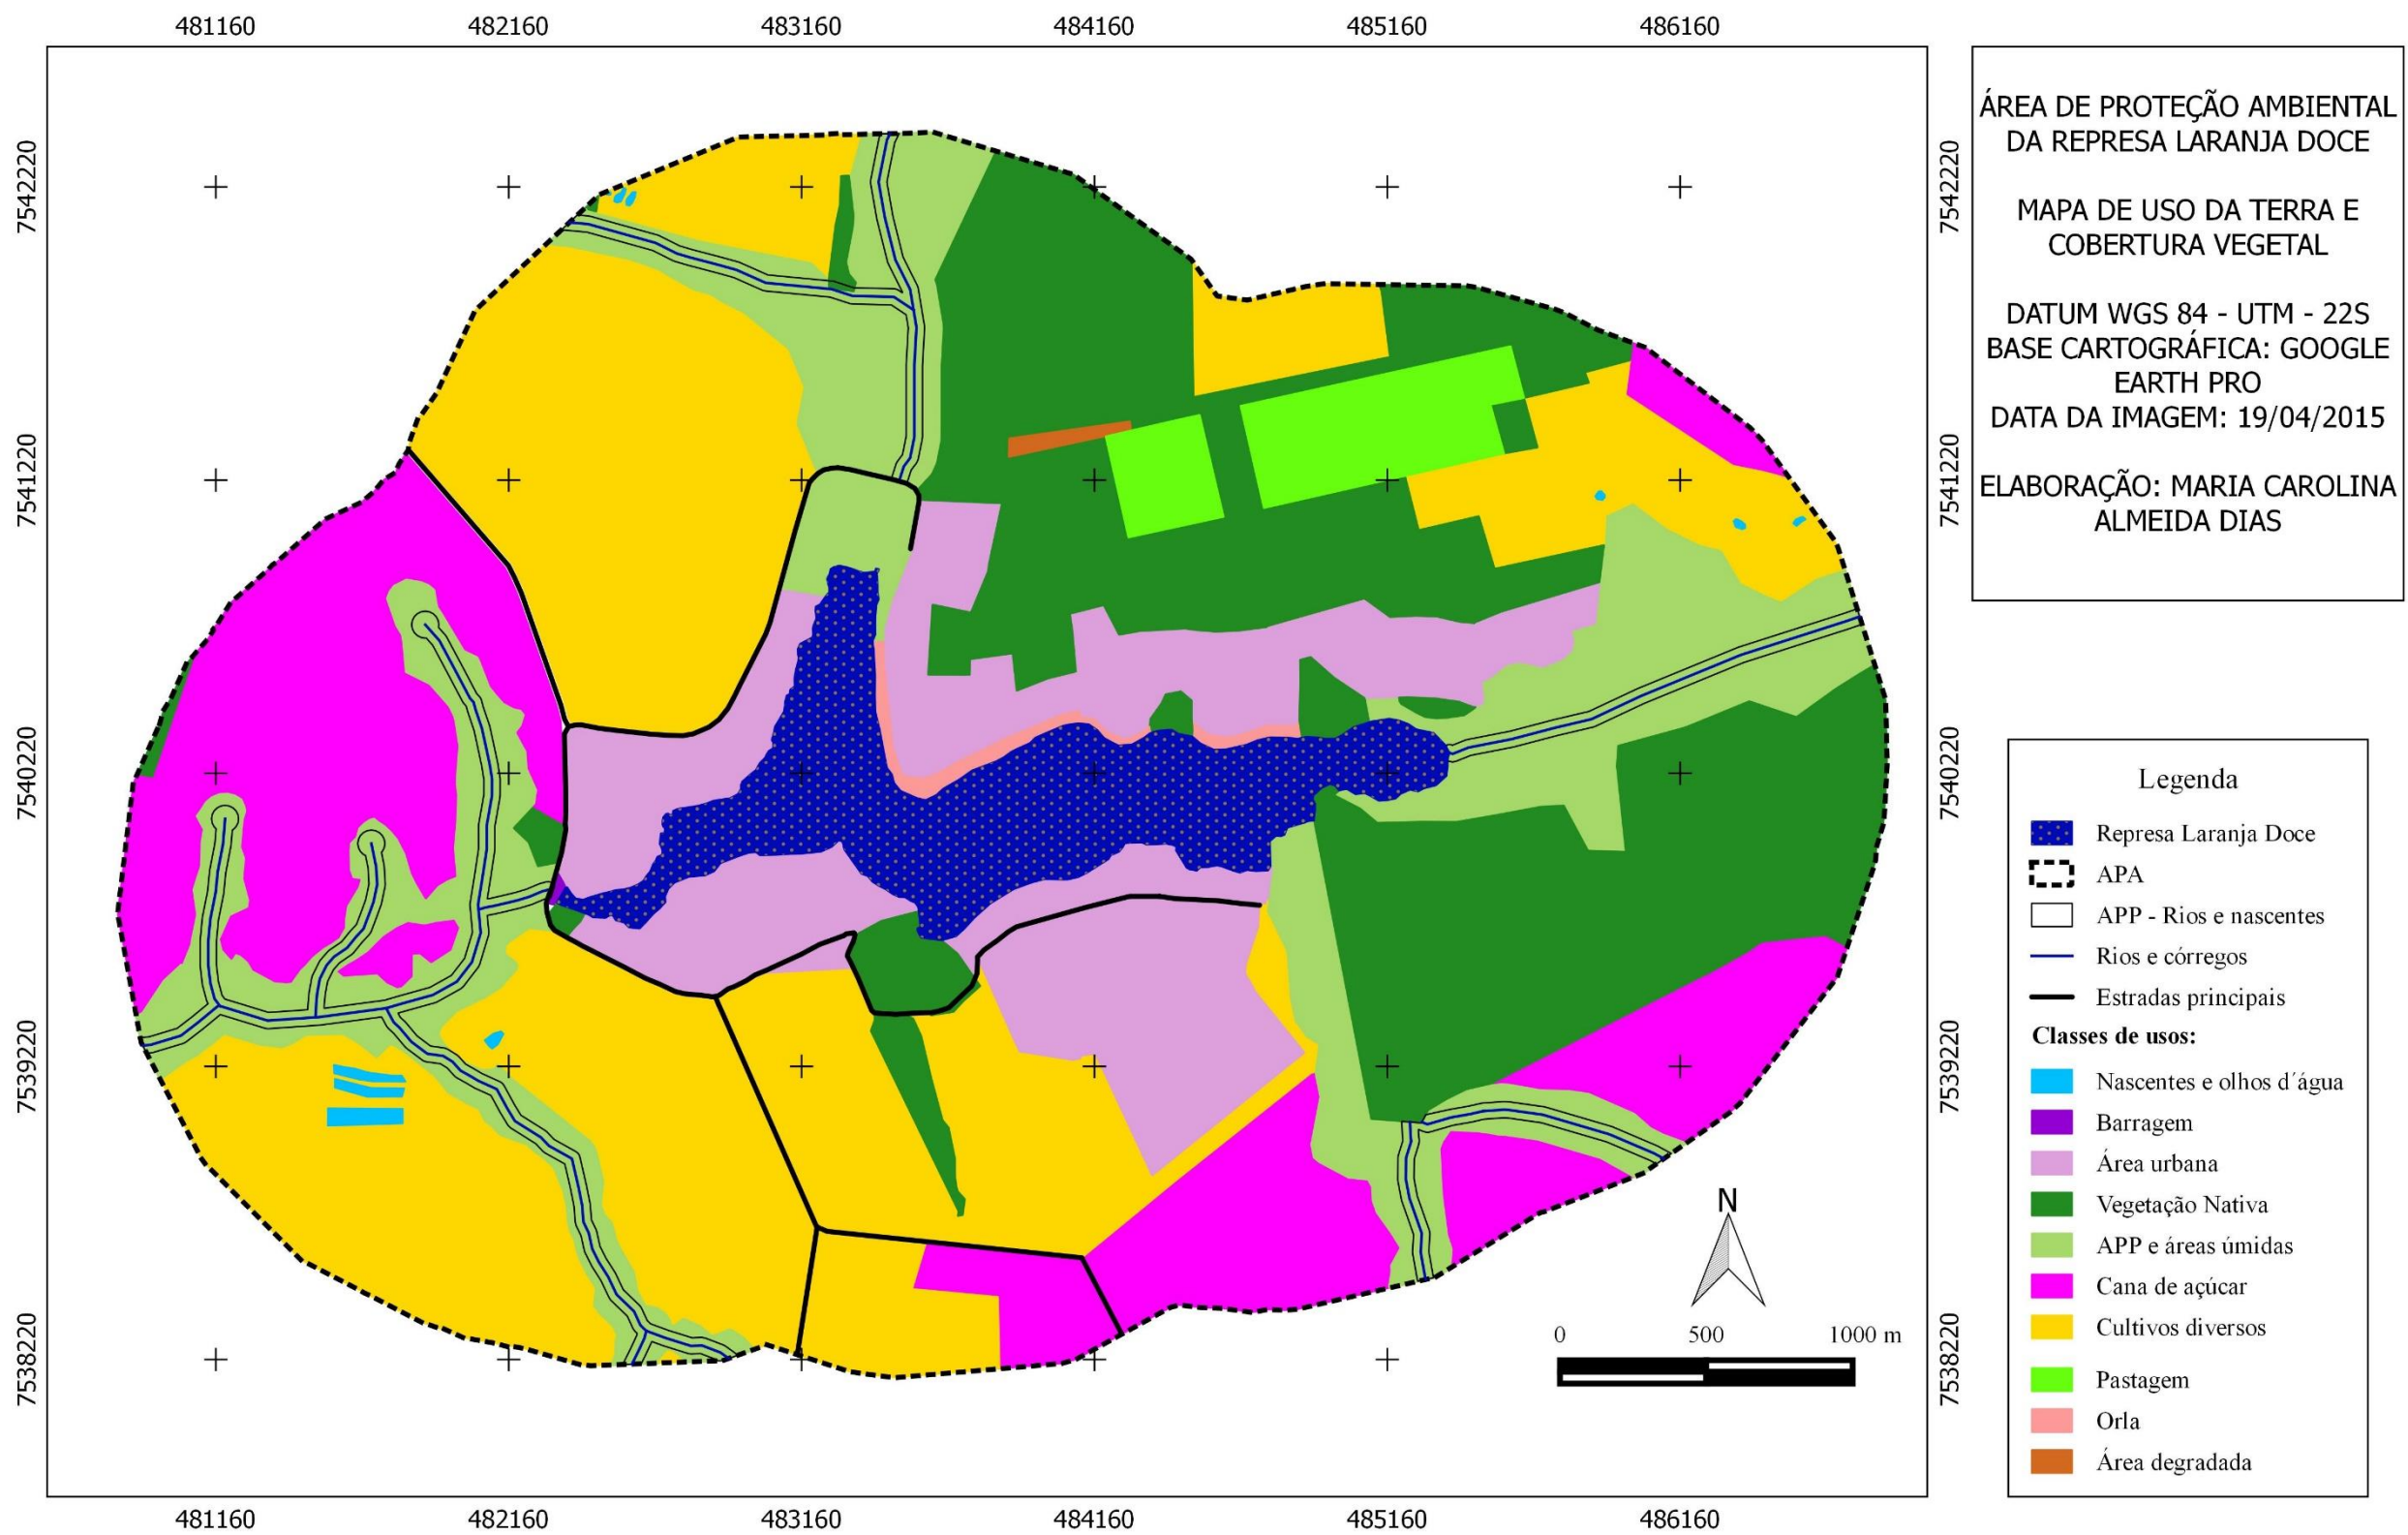 481160 482160 483160 484160 485160 486160
7542220
7541220
7540220
7539220
7538220
7542220
7541220
7540220
7539220
7538220
481160 482160 483160 484160 485160 486160
N
0 500 1000 m
ÁREA DE PROTEÇÃO AMBIENTAL
DA REPRESA LARANJA DOCE
MAPA DE USO DA TERRA E
COBERTURA VEGETAL
DATUM WGS 84 - UTM - 22S
BASE CARTOGRÁFICA: GOOGLE
EARTH PRO
DATA DA IMAGEM: 19/04/2015
ELABORAÇÃO: MARIA CAROLINA
ALMEIDA DIAS
Legenda
Represa Laranja Doce
APA
APP - Rios e nascentes
Rios e córregos
Estradas principais
Classes de usos:
Nascentes e olhos d´água
Barragem
Área urbana
Vegetação Nativa
APP e áreas úmidas
Cana de açúcar
Cultivos diversos
Pastagem
Orla
Área degradada